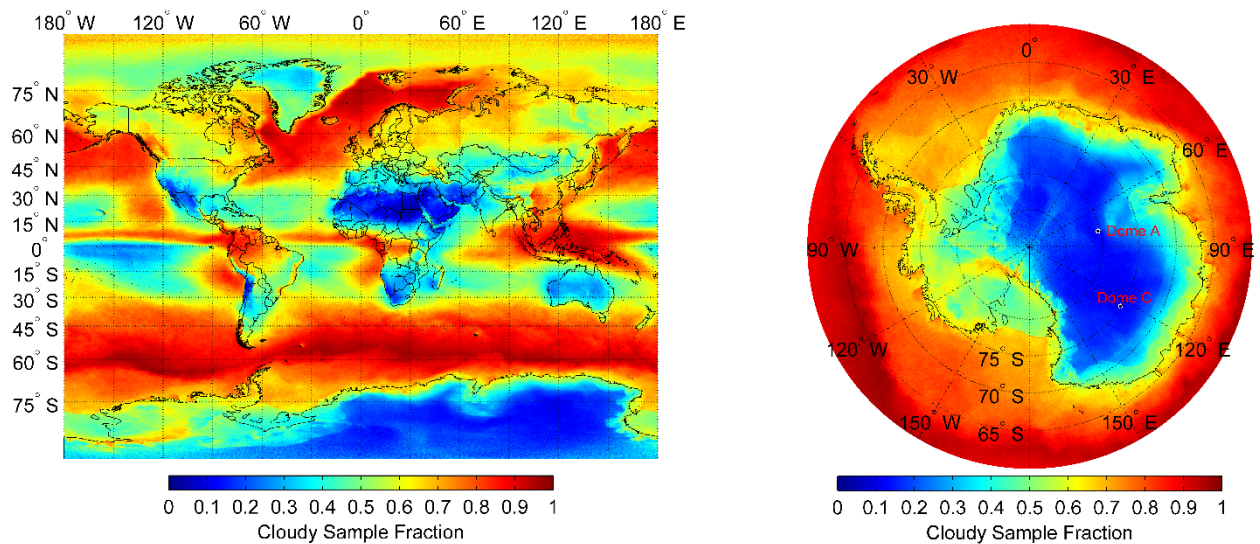 180° W 120° W 60° W 0° 60° E 120° E 180° E
75° N
60° N
45° N
30° N
15° N
0°
15° S
30° S
45° S
60° S
75° S
0 0.1 0.2 0.3 0.4 0.5 0.6 0.7 0.8 0.9 1
Cloudy Sample Fraction
0°
30° W 30° E
60° W 60° E
Dome A
90° W 90° E
Dome C
120° W 120° E
75° S
70° S
150° W 150° E
65° S
0 0.1 0.2 0.3 0.4 0.5 0.6 0.7 0.8 0.9 1
Cloudy Sample Fraction